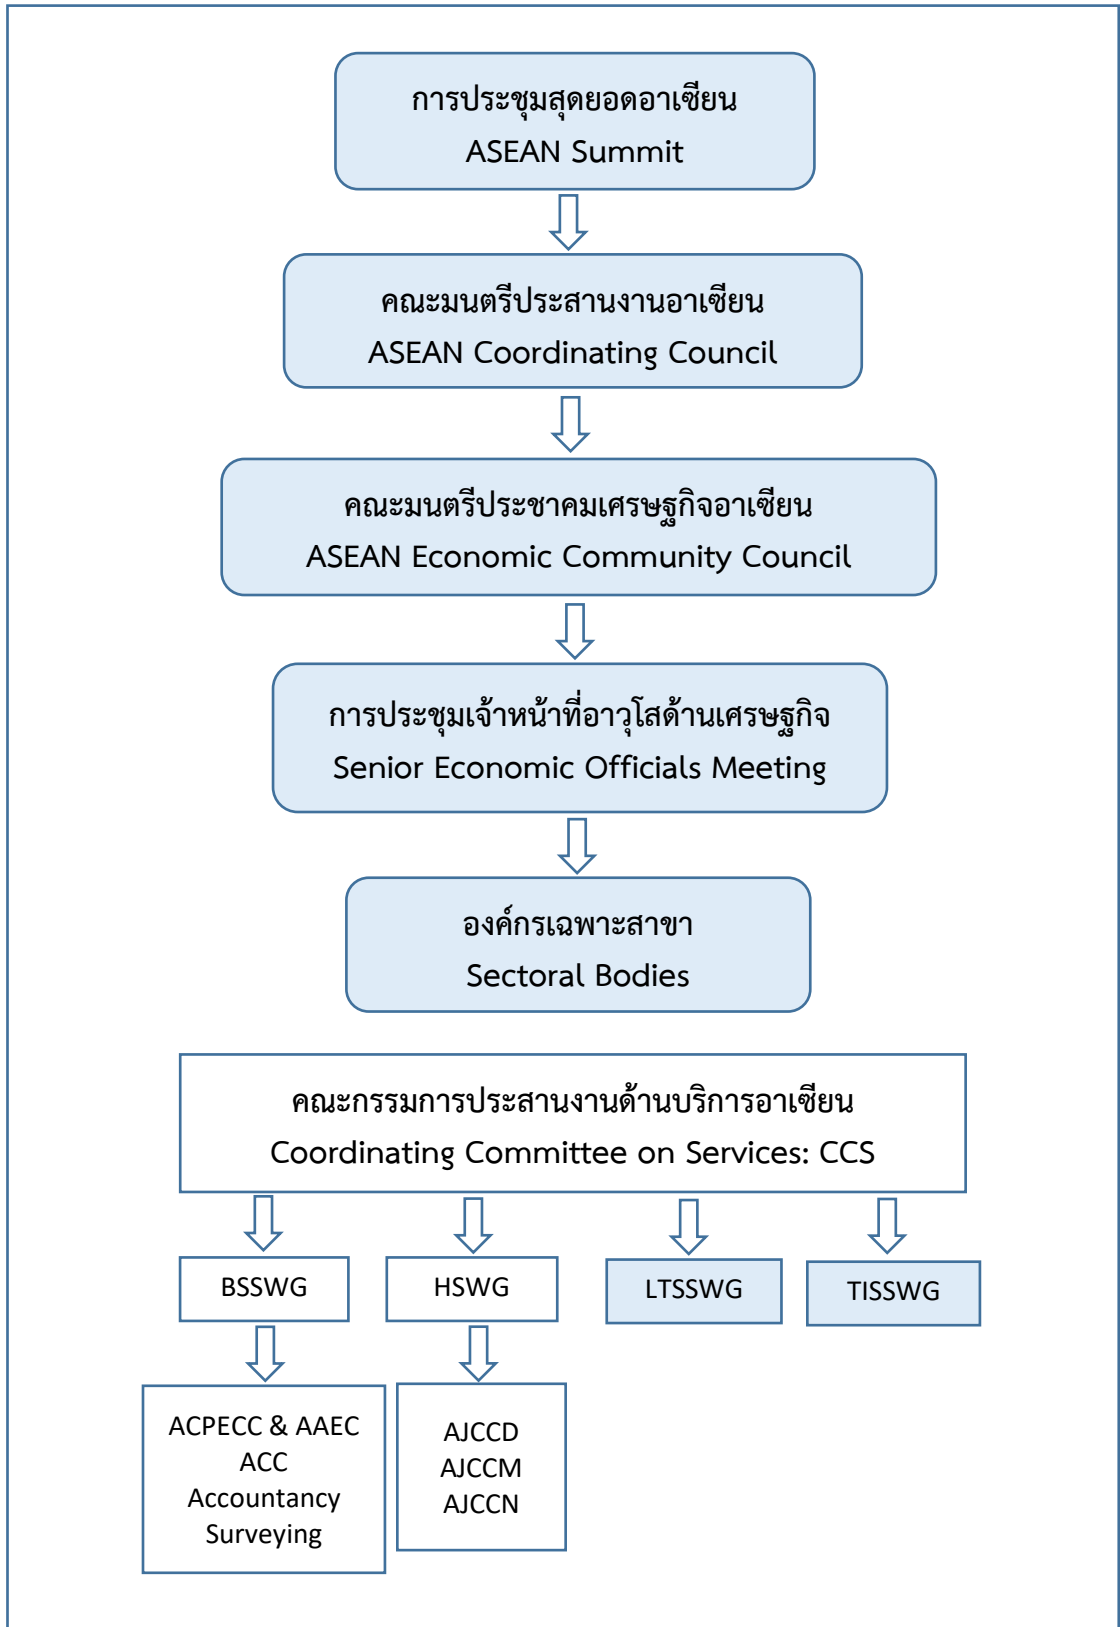 การประชุมสุดยอดอาเซียน
ASEAN Summit
คณะมนตรีประสานงานอาเซียน
ASEAN Coordinating Council
คณะมนตรีประชาคมเศรษฐกิจอาเซียน
ASEAN Economic Community Council
การประชุมเจ้าหน้าที่อาวุโสด้านเศรษฐกิจ
Senior Economic Officials Meeting
องค์กรเฉพาะสาขา
Sectoral Bodies
คณะกรรมการประสานงานด้านบริการอาเซียน
Coordinating Committee on Services: CCS
BSSWG
HSWG
LTSSWG
TISSWG
ACPECC & AAEC
ACC
Accountancy
Surveying
AJCCD
AJCCM
AJCCN